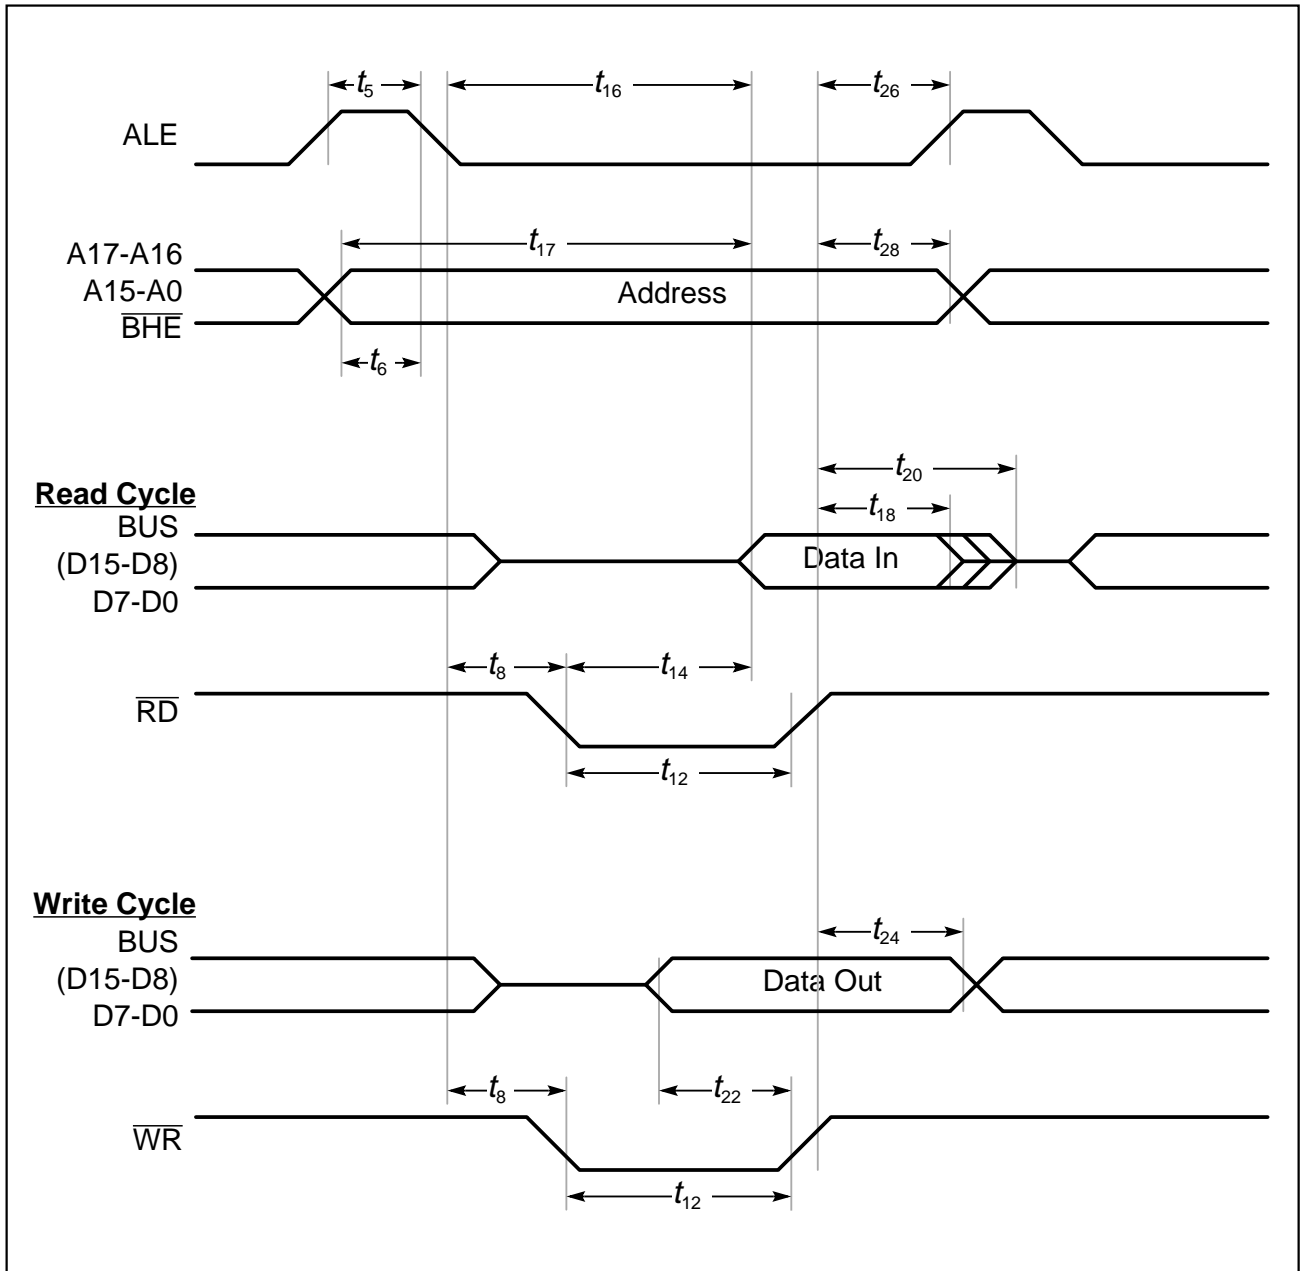 t5
t16
t26
ALE
t17
t28
A17-A16
A15-A0
BHE
Address
t6
t20
Read Cycle
t18
BUS
(D15-D8)
D7-D0
Data In
t8
t14
RD
t12
Write Cycle
t24
BUS
(D15-D8)
D7-D0
Data Out
t8
t22
WR
t12